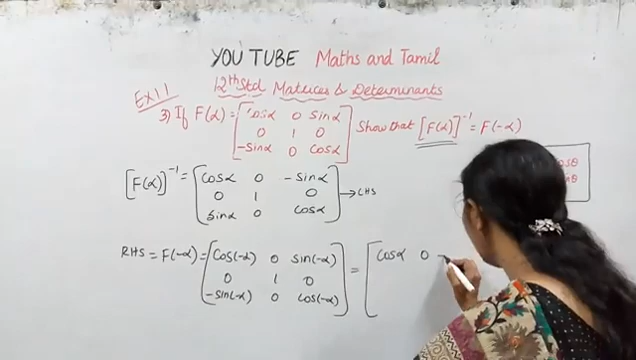 YOU TUBE Maths and Tamil
12th Std Matrices & Determinants
Ex 1.1
3) If F(α) = [ Cosα 0 Sinα
0 1 0
-Sinα 0 Cosα ] Show that [F(α)]⁻¹ = F(-α)
[F(α)]⁻¹ = [ Cosα 0 -Sinα
0 1 0
Sinα 0 Cosα ] → LHS
RHS = F(-α) = [ Cos(-α) 0 Sin(-α)
0 1 0
-Sin(-α) 0 Cos(-α) ] = [ Cosα 0 -
osθ
nθ